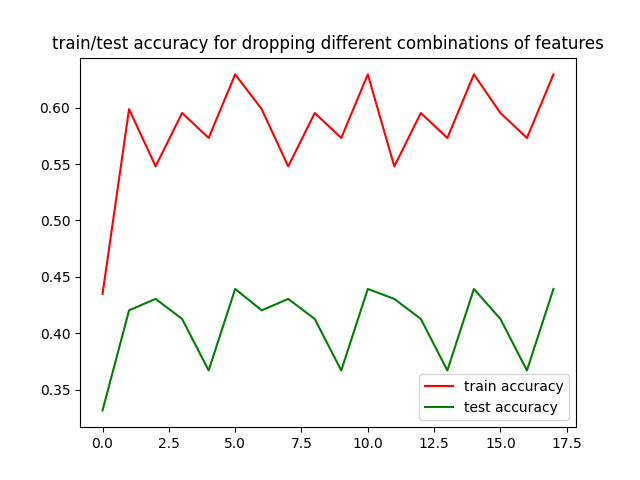 train/test accuracy for dropping different combinations of features
0.60
0.55
0.50
0.45
0.40
0.35
train accuracy
test accuracy
0.0 2.5 5.0 7.5 10.0 12.5 15.0 17.5